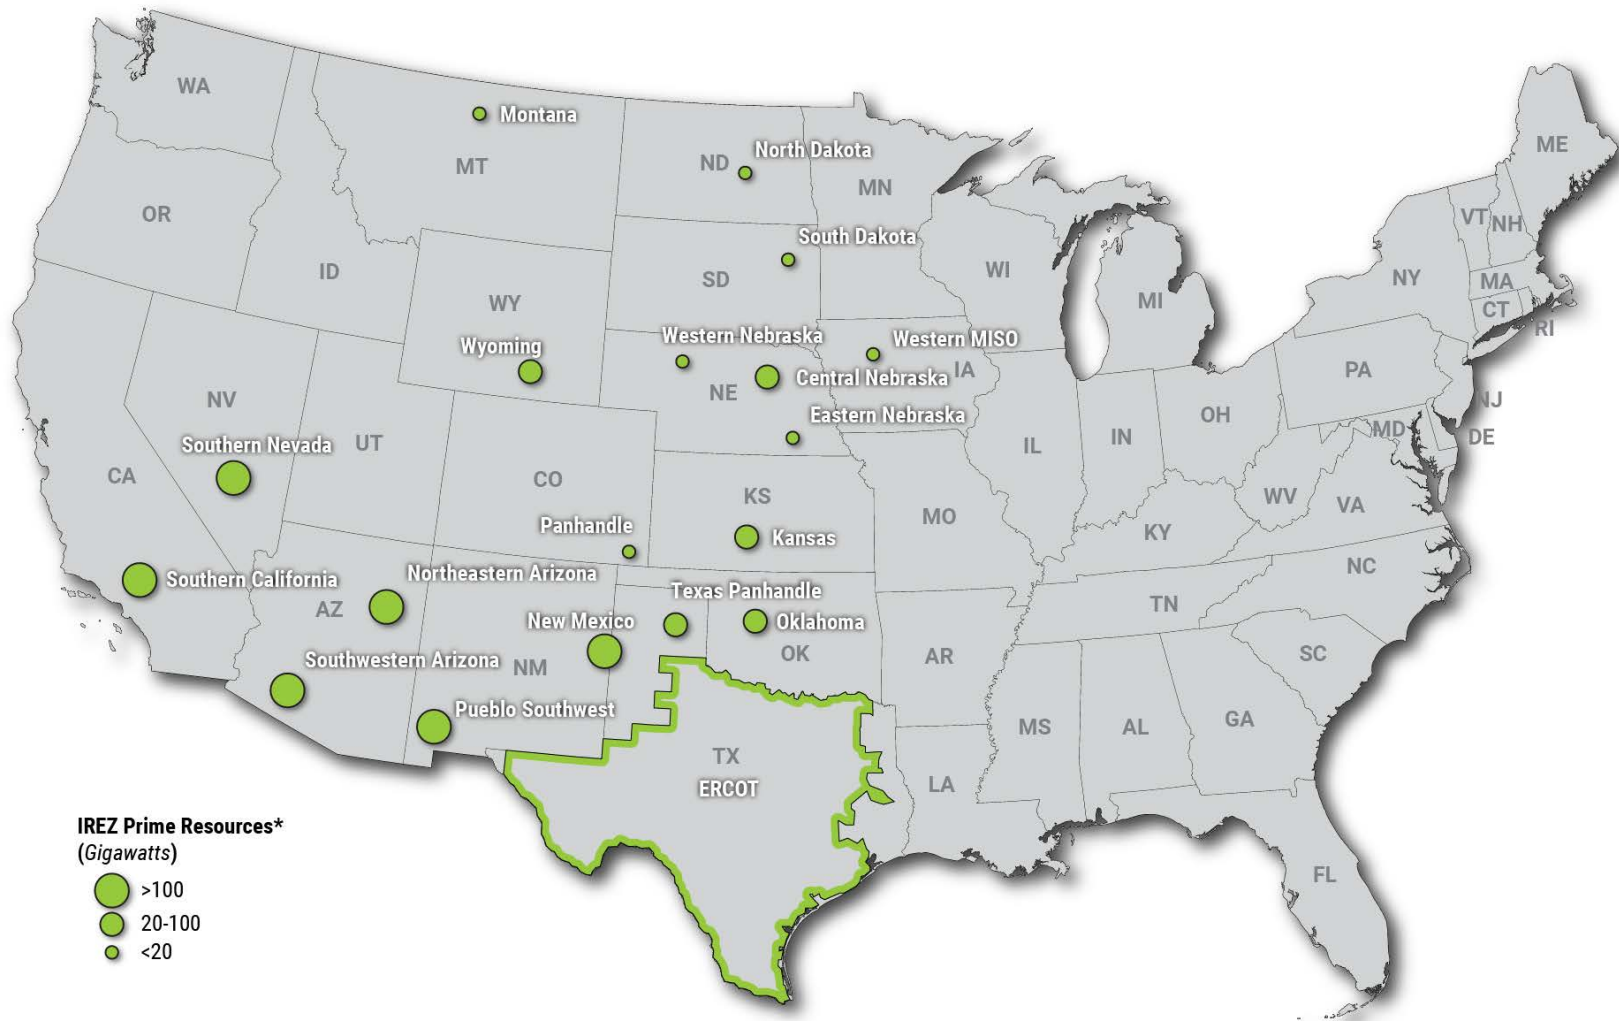 WA
Montana
MT
ND
North Dakota
MN
ME
OR
ID
WY
Wyoming
SD
South Dakota
WI
MI
NY
VT
NH
MA
CT
RI
Western Nebraska
Western MISO
Central Nebraska
IA
NE
Eastern Nebraska
PA
NJ
OH
MD
DE
NV
Southern Nevada
UT
CA
CO
KS
IL
IN
WV
VA
MO
KY
Panhandle
Kansas
Southern California
Northeastern Arizona
AZ
Texas Panhandle
New Mexico
Oklahoma
OK
NC
TN
AR
SC
Southwestern Arizona
NM
Pueblo Southwest
MS
AL
GA
TX
ERCOT
LA
FL
IREZ Prime Resources*
(Gigawatts)
>100
20-100
<20